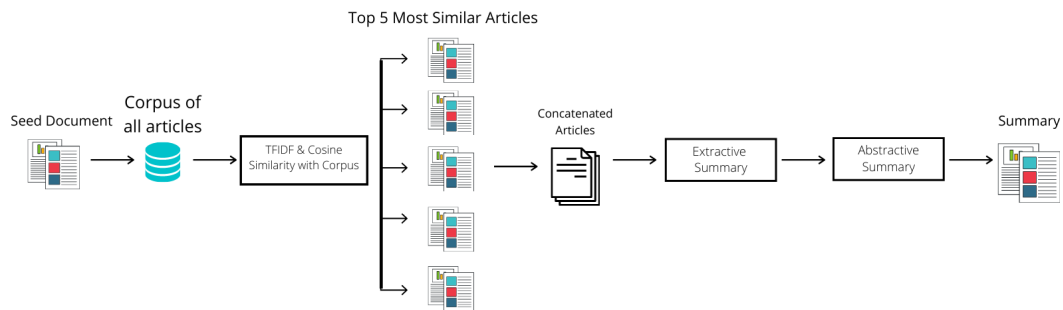 Top 5 Most Similar Articles
Seed Document
Corpus of
all articles
TFIDF & Cosine
Similarity with Corpus
Concatenated
Articles
Extractive
Summary
Abstractive
Summary
Summary